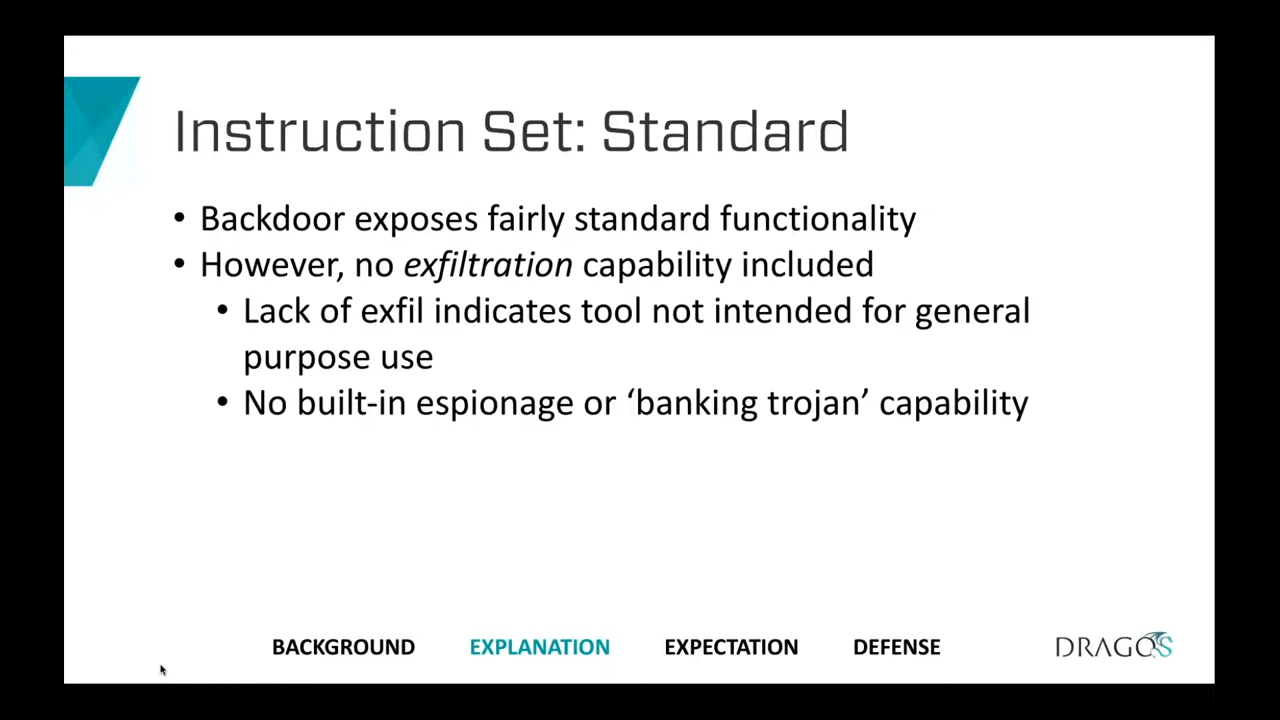 Instruction Set: Standard
• Backdoor exposes fairly standard functionality
• However, no exfiltration capability included
• Lack of exfil indicates tool not intended for general
purpose use
• No built-in espionage or ‘banking trojan’ capability
BACKGROUND EXPLANATION EXPECTATION DEFENSE
DRAGOS